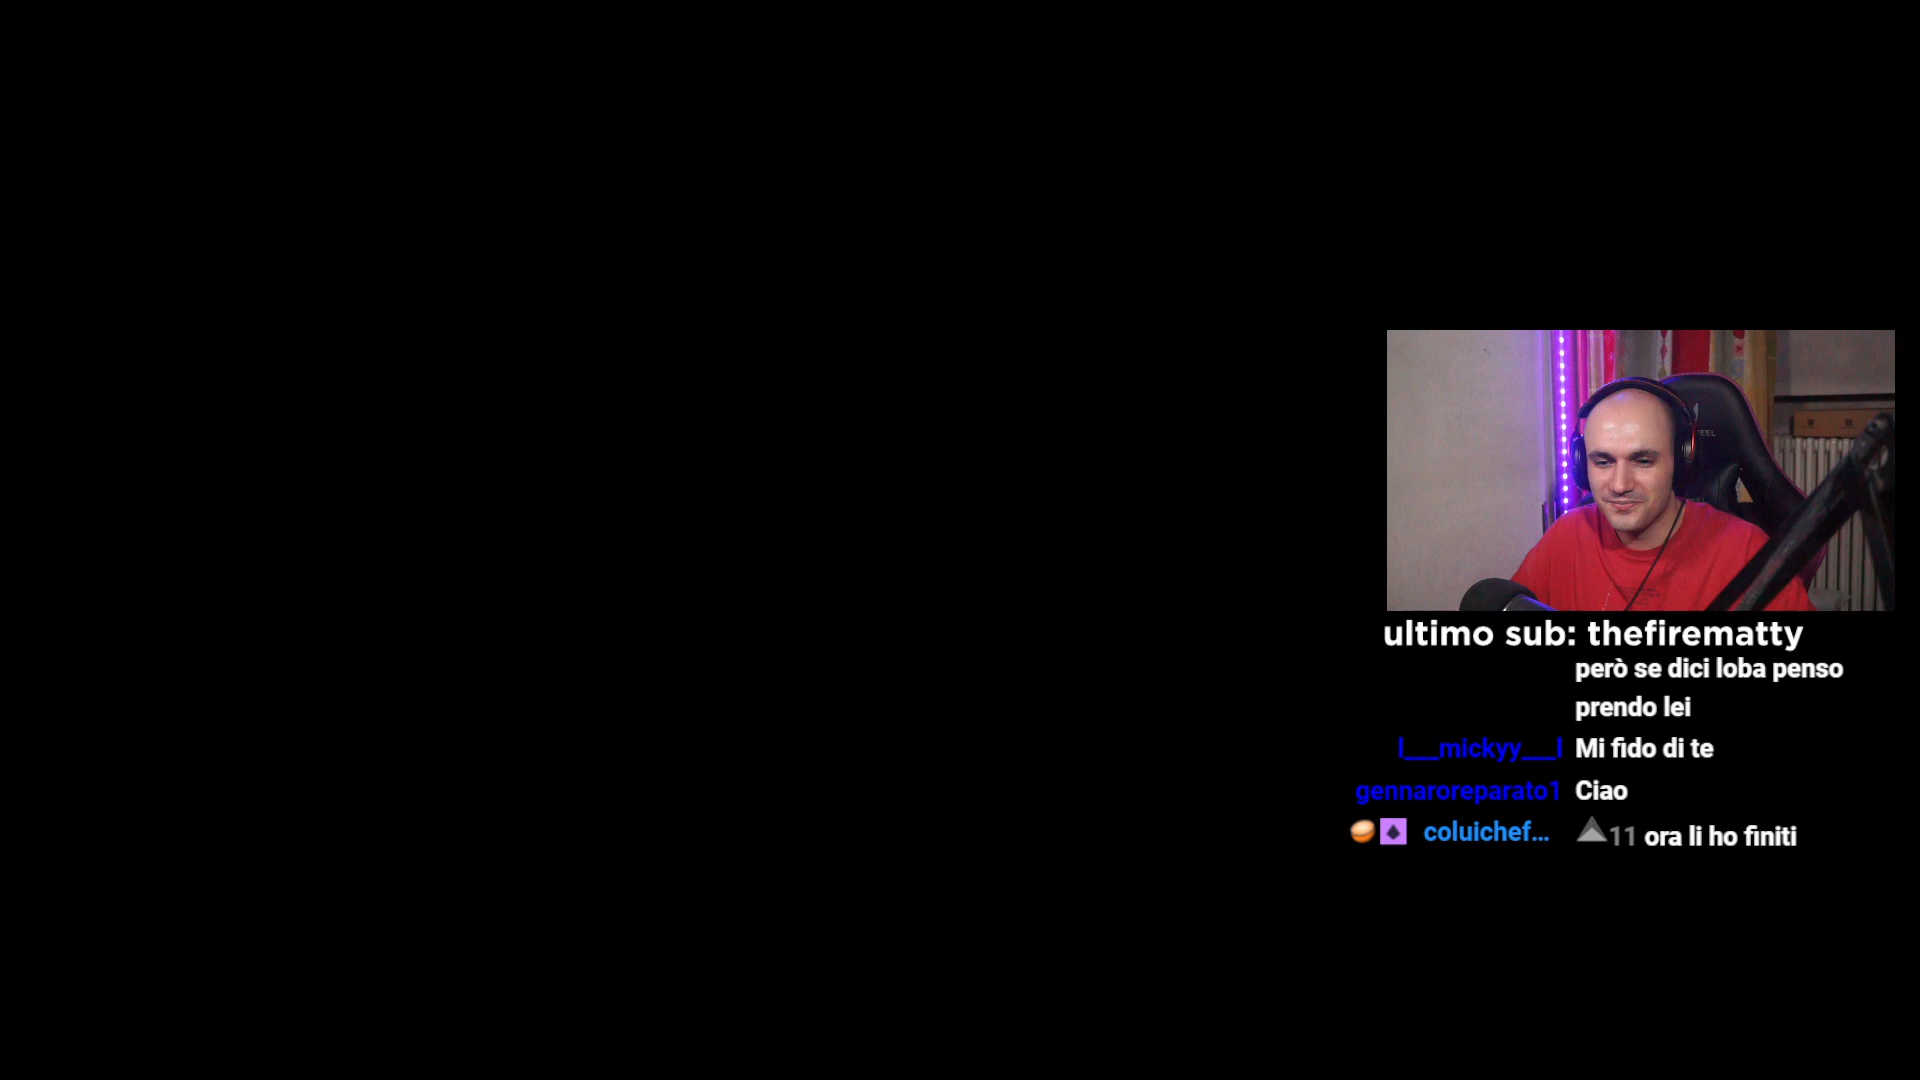 ultimo sub: thefirematty
però se dici loba penso
prendo lei
l___mickyy___l Mi fido di te
gennaroreparato1 Ciao
coluichef... 11 ora li ho finiti